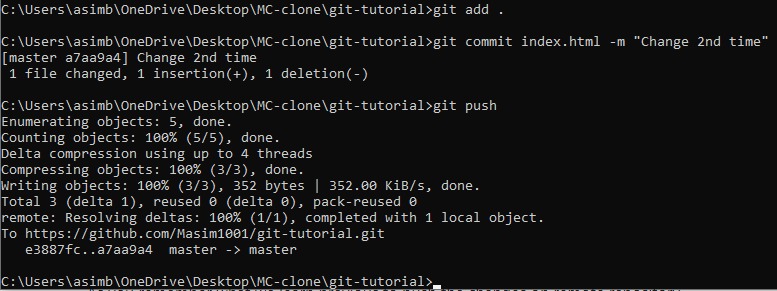 C:\Users\asimb\OneDrive\Desktop\MC-clone\git-tutorial>git add .
C:\Users\asimb\OneDrive\Desktop\MC-clone\git-tutorial>git commit index.html -m "Change 2nd time"
[master a7aa9a4] Change 2nd time
 1 file changed, 1 insertion(+), 1 deletion(-)
C:\Users\asimb\OneDrive\Desktop\MC-clone\git-tutorial>git push
Enumerating objects: 5, done.
Counting objects: 100% (5/5), done.
Delta compression using up to 4 threads
Compressing objects: 100% (3/3), done.
Writing objects: 100% (3/3), 352 bytes | 352.00 KiB/s, done.
Total 3 (delta 1), reused 0 (delta 0), pack-reused 0
remote: Resolving deltas: 100% (1/1), completed with 1 local object.
To https://github.com/Masim1001/git-tutorial.git
   e3887fc..a7aa9a4  master -> master
C:\Users\asimb\OneDrive\Desktop\MC-clone\git-tutorial>